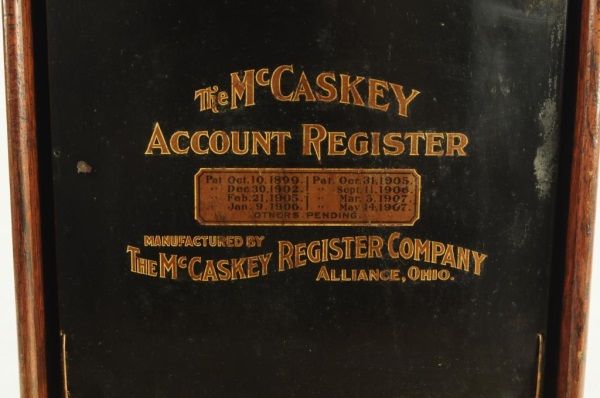 The McCASKEY
ACCOUNT REGISTER
Pat Oct. 10, 1899. | Pat. Oct. 31, 1905.
" Dec. 30, 1902. | " Sept. 11, 1906.
" Feb. 21, 1905. | " Mar. 5, 1907.
" Jan. 9, 1906. | " May 14, 1907.
OTHERS PENDING.
MANUFACTURED BY
THE McCASKEY REGISTER COMPANY
ALLIANCE, OHIO.